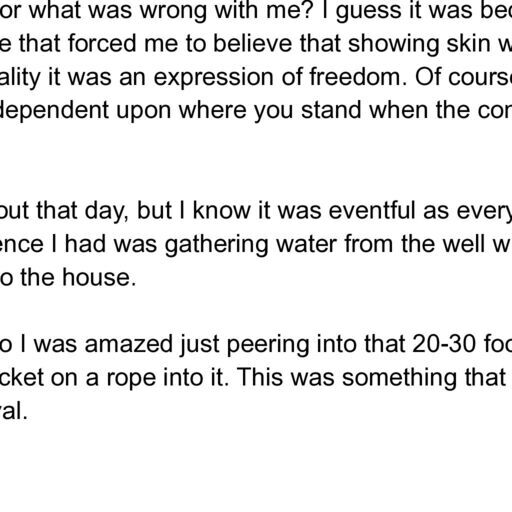 or what was wrong with me? I guess it was bec
e that forced me to believe that showing skin w
ality it was an expression of freedom. Of course
dependent upon where you stand when the con
out that day, but I know it was eventful as every
ence I had was gathering water from the well w
o the house.
o I was amazed just peering into that 20-30 foo
cket on a rope into it. This was something that
al.